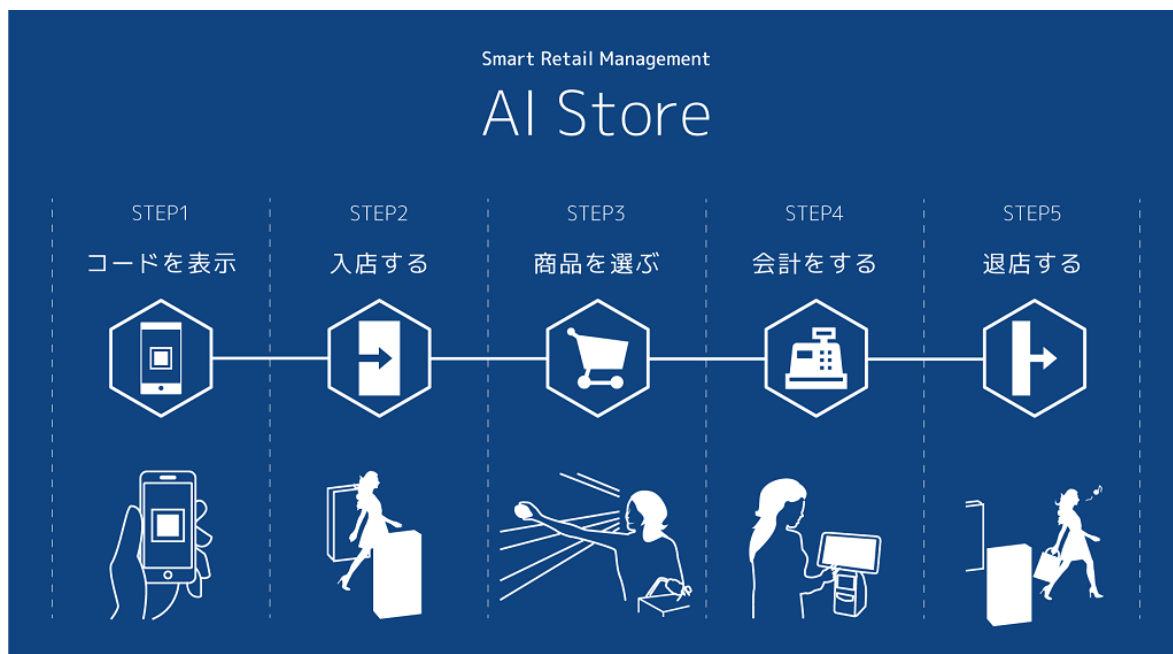 Smart Retail Management
AI Store
STEP1
コードを表示
STEP2
入店する
STEP3
商品を選ぶ
STEP4
会計をする
STEP5
退店する